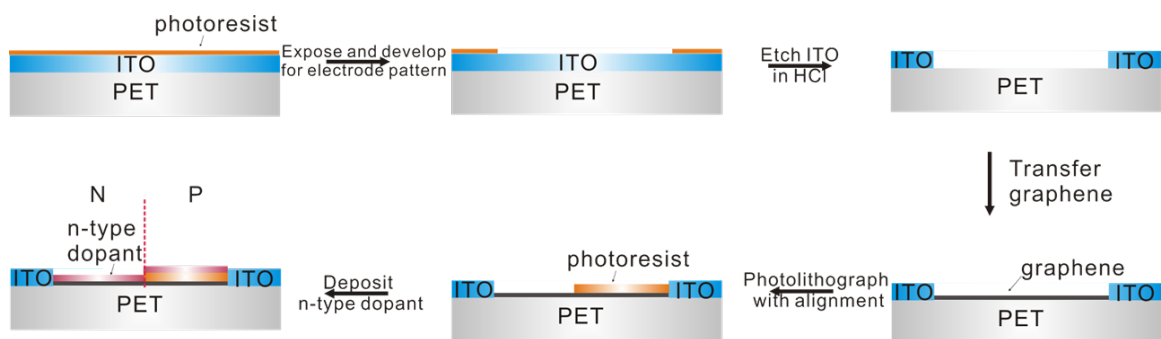 photoresist
ITO
PET
Expose and develop
for electrode pattern
ITO
PET
Etch ITO
in HCl
ITO
ITO
PET
Transfer
graphene
graphene
ITO
ITO
PET
Photolithograph
with alignment
photoresist
ITO
ITO
PET
Deposit
n-type dopant
N
P
n-type
dopant
ITO
ITO
PET